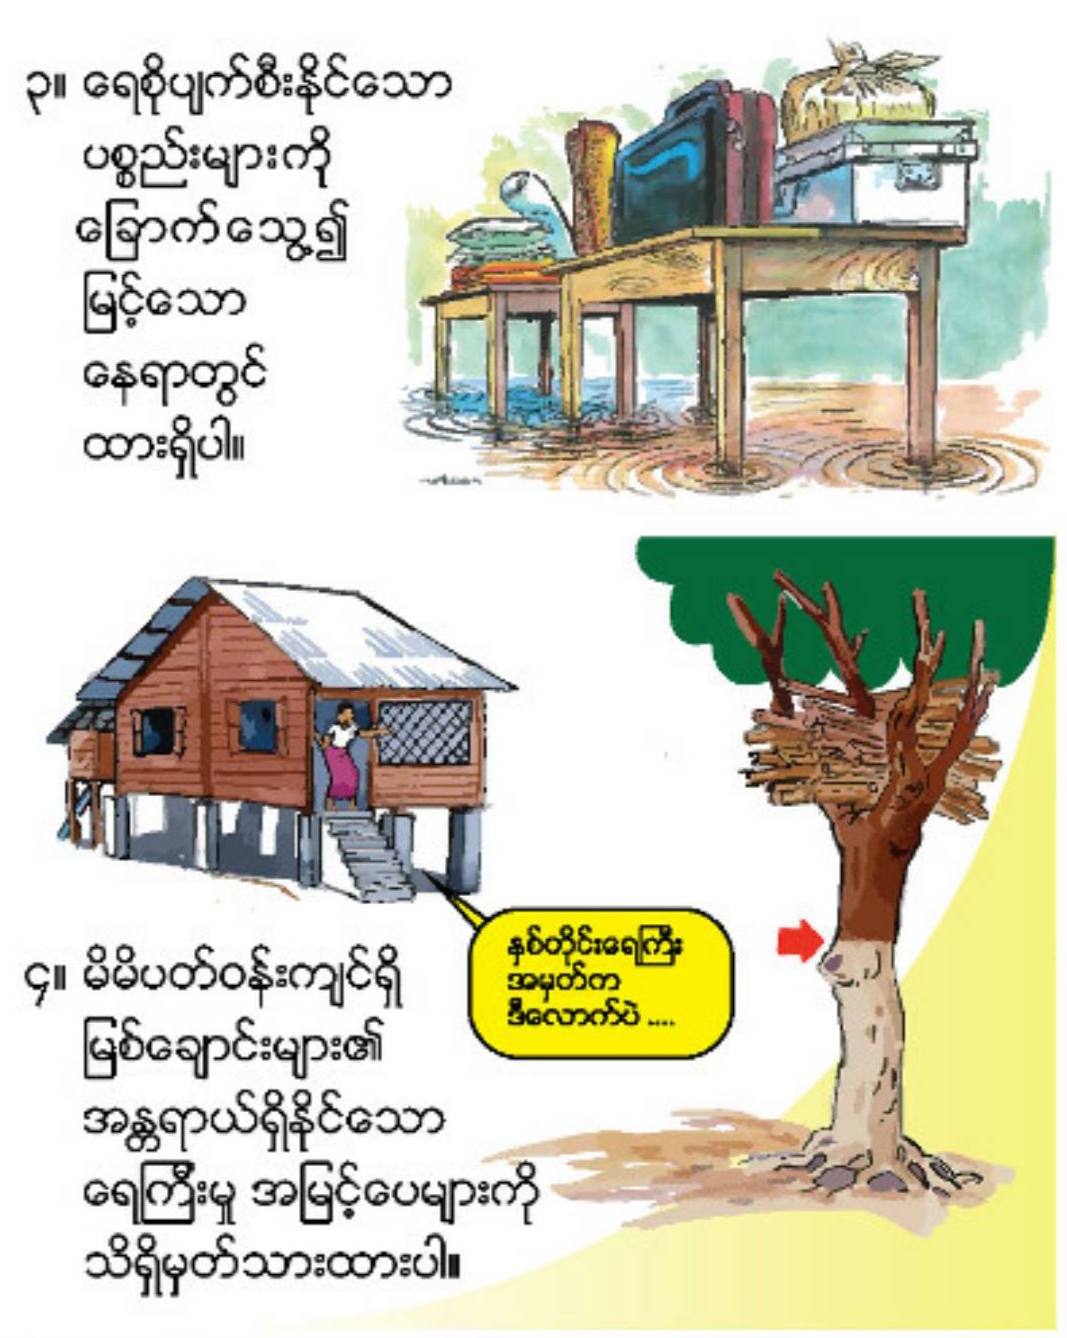 ၃။ ရေစိုပျက်စီးနိုင်သော
ပစ္စည်းများကို
ခြောက်သွေ့၍
မြင့်သော
နေရာတွင်
ထားရှိပါ။
နှစ်တိုင်းရေကြီး
အမှတ်က
ဒီလောက်ပဲ ....
၄။ မိမိပတ်ဝန်းကျင်ရှိ
မြစ်ချောင်းများ၏
အန္တရာယ်ရှိနိုင်သော
ရေကြီးမှု အမြင့်ပေများကို
သိရှိမှတ်သားထားပါ။